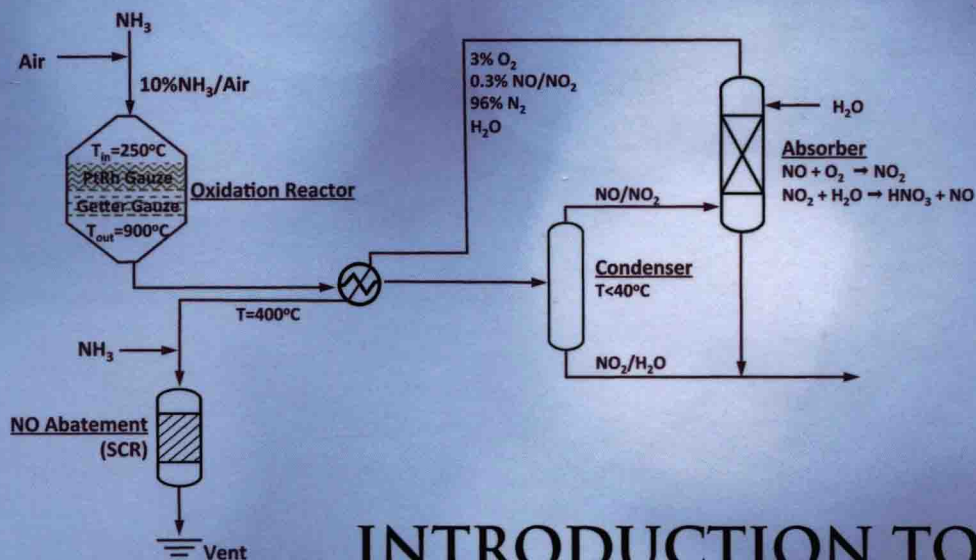 NH₃
Air
10%NH₃/Air
Tᵢₙ=250°C
PtRh Gauze
Getter Gauze
Tₒᵤₜ=900°C
Oxidation Reactor
3% O₂
0.3% NO/NO₂
96% N₂
H₂O
H₂O
Absorber
NO + O₂ → NO₂
NO₂ + H₂O → HNO₃ + NO
NO/NO₂
Condenser
T<40°C
NO₂/H₂O
T=400°C
NH₃
NO Abatement
(SCR)
Vent
INTRODUCTION TO